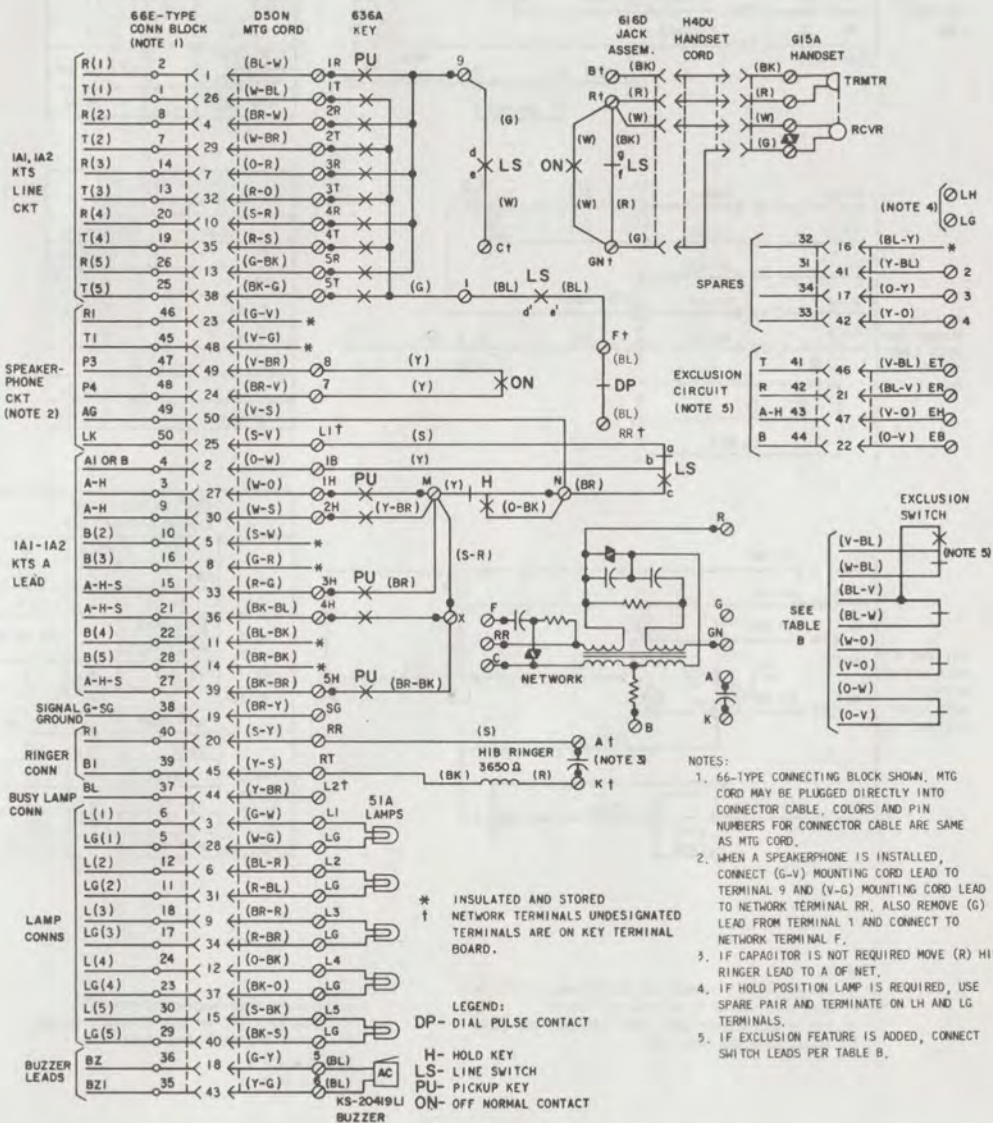 66E-TYPE CONN BLOCK (NOTE 1)
D50N MTG CORD
636A KEY
616D JACK ASSEM.
H4DU HANDSET CORD
G15A HANDSET
1A1, 1A2 KTS LINE CKT
R(1) 2 1 (BL-W) 1R PU 9
T(1) 1 26 (W-BL) 1T
R(2) 8 4 (BR-W) 2R
T(2) 7 29 (W-BR) 2T
R(3) 14 7 (O-R) 3R
T(3) 13 32 (R-O) 3T
R(4) 20 10 (S-R) 4R
T(4) 19 35 (R-S) 4T
R(5) 26 13 (G-BK) 5R
T(5) 25 38 (BK-G) 5T (G) 1 (BL) LS (BL)
d' e'
(G)
d
e LS
(W)
C†
B† (BK) (BK) TRMTR
R† (R) (R)
(W) (W) RCVR
(G)
(W) (BK)
ON g f LS
(W) (R)
GN† (G)
F†
(BL)
DP
(BL)
RR †
(NOTE 4) LH
LG
SPARES
32 16 (BL-Y) *
31 41 (Y-BL) 2
34 17 (O-Y) 3
33 42 (Y-O) 4
SPEAKER-PHONE CKT (NOTE 2)
R1 46 23 (G-V) *
T1 45 48 (V-G) *
P3 47 49 (V-BR) 8 (Y)
P4 48 24 (BR-V) 7 (Y) ON
AG 49 50 (V-S)
LK 50 25 (S-V) L1† (S)
EXCLUSION CIRCUIT (NOTE 5)
T 41 46 (V-BL) ET
R 42 21 (BL-V) ER
A-H 43 47 (V-O) EH
B 44 22 (O-V) EB
1A1-1A2 KTS A LEAD
A1 OR B 4 2 (O-W) 1B (Y) a b LS c
A-H 3 27 (W-O) 1H PU M (Y) H N (BR)
A-H 9 30 (W-S) 2H (Y-BR) (O-BK)
B(2) 10 5 (S-W) *
B(3) 16 8 (G-R) * (S-R)
A-H-S 15 33 (R-G) 3H PU (BR)
A-H-S 21 36 (BK-BL) 4H X
B(4) 22 11 (BL-BK) *
B(5) 28 14 (BR-BK) *
A-H-S 27 39 (BK-BR) 5H PU (BR-BK)
R
F G
RR GN
C A
NETWORK
B K
EXCLUSION SWITCH
(NOTE 5)
SEE TABLE B
(V-BL)
(W-BL)
(BL-V)
(BL-W)
(W-O)
(V-O)
(O-W)
(O-V)
SIGNAL GROUND G-SG 38 19 (BR-Y) SG
RINGER CONN
R1 40 20 (S-Y) RR (S) A †
H1B RINGER 3650Ω (NOTE 3)
B1 39 45 (Y-S) RT (BK) (R) K †
BUSY LAMP CONN BL 37 44 (Y-BR) L2†
51A LAMPS
LAMP CONNS
L(1) 6 3 (G-W) L1
LG(1) 5 28 (W-G) LG
L(2) 12 6 (BL-R) L2
LG(2) 11 31 (R-BL) LG
L(3) 18 9 (BR-R) L3
LG(3) 17 34 (R-BR) LG
L(4) 24 12 (O-BK) L4
LG(4) 23 37 (BK-O) LG
L(5) 30 15 (S-BK) L5
LG(5) 29 40 (BK-S) LG
BUZZER LEADS
BZ 36 18 (G-Y) 5 (BL)
AC
BZ1 35 43 (Y-G) 6 (BL)
KS-20419L1 BUZZER
* INSULATED AND STORED
† NETWORK TERMINALS UNDESIGNATED
TERMINALS ARE ON KEY TERMINAL
BOARD.
LEGEND:
DP- DIAL PULSE CONTACT
H- HOLD KEY
LS- LINE SWITCH
PU- PICKUP KEY
ON- OFF NORMAL CONTACT
NOTES:
1. 66-TYPE CONNECTING BLOCK SHOWN. MTG
CORD MAY BE PLUGGED DIRECTLY INTO
CONNECTOR CABLE. COLORS AND PIN
NUMBERS FOR CONNECTOR CABLE ARE SAME
AS MTG CORD.
2. WHEN A SPEAKERPHONE IS INSTALLED,
CONNECT (G-V) MOUNTING CORD LEAD TO
TERMINAL 9 AND (V-G) MOUNTING CORD LEAD
TO NETWORK TERMINAL RR. ALSO REMOVE (G)
LEAD FROM TERMINAL 1 AND CONNECT TO
NETWORK TERMINAL F.
3. IF CAPACITOR IS NOT REQUIRED MOVE (R) H1
RINGER LEAD TO A OF NET.
4. IF HOLD POSITION LAMP IS REQUIRED, USE
SPARE PAIR AND TERMINATE ON LH AND LG
TERMINALS.
5. IF EXCLUSION FEATURE IS ADDED, CONNECT
SWITCH LEADS PER TABLE B.